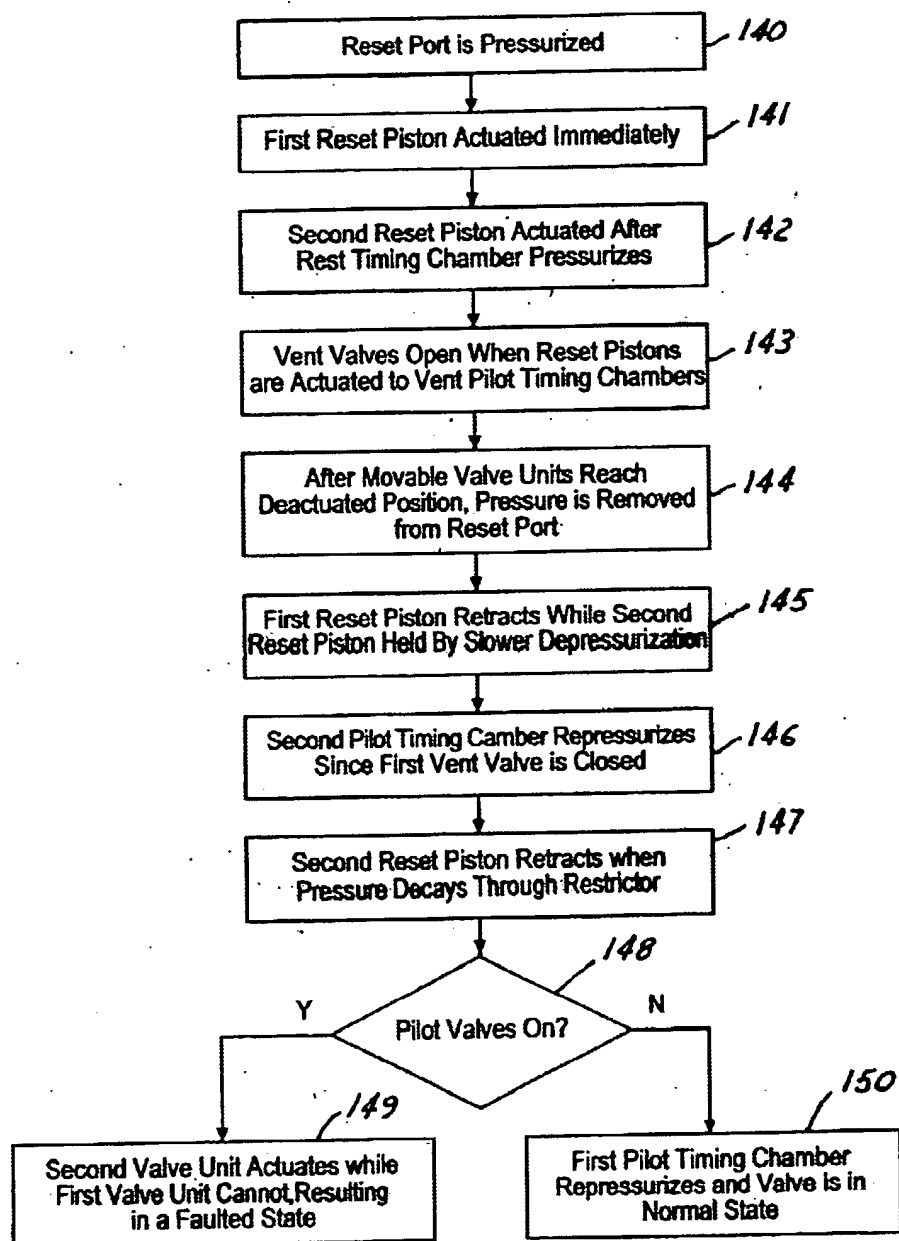 Reset Port is Pressurized
140
First Reset Piston Actuated Immediately
141
Second Reset Piston Actuated After
Rest Timing Chamber Pressurizes
142
Vent Valves Open When Reset Pistons
are Actuated to Vent Pilot Timing Chambers
143
After Movable Valve Units Reach
Deactuated Position, Pressure is Removed
from Reset Port
144
First Reset Piston Retracts While Second
Reset Piston Held By Slower Depressurization
145
Second Pilot Timing Camber Repressurizes
Since First Vent Valve is Closed
146
Second Reset Piston Retracts when
Pressure Decays Through Restrictor
147
Pilot Valves On?
148
Y
N
Second Valve Unit Actuates while
First Valve Unit Cannot,Resulting
in a Faulted State
149
First Pilot Timing Chamber
Repressurizes and Valve is in
Normal State
150